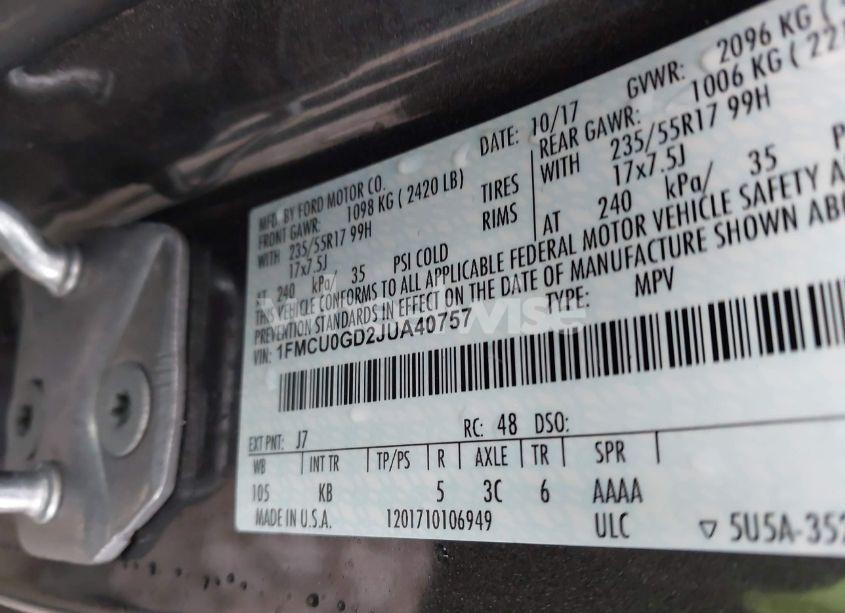 MFD. BY FORD MOTOR CO.
DATE: 10/17
GVWR: 2096 KG (
FRONT GAWR: 1098 KG ( 2420 LB)
REAR GAWR: 1006 KG ( 221
WITH 235/55R17 99H TIRES
WITH 235/55R17 99H
17x7.5J RIMS
17x7.5J
AT 240 kPa/ 35 PSI COLD
AT 240 kPa/ 35
THIS VEHICLE CONFORMS TO ALL APPLICABLE FEDERAL MOTOR VEHICLE SAFETY A
STANDARDS IN EFFECT ON THE DATE OF MANUFACTURE SHOWN AB
VIN: 1FMCU0GD2JUA40757 TYPE: MPV
EXT PNT: J7 RC: 48 DSO:
WB INT TR TP/PS R AXLE TR SPR
105 KB 5 3C 6 AAAA
MADE IN U.S.A. 1201710106949 ULC ▽ 5U5A-352